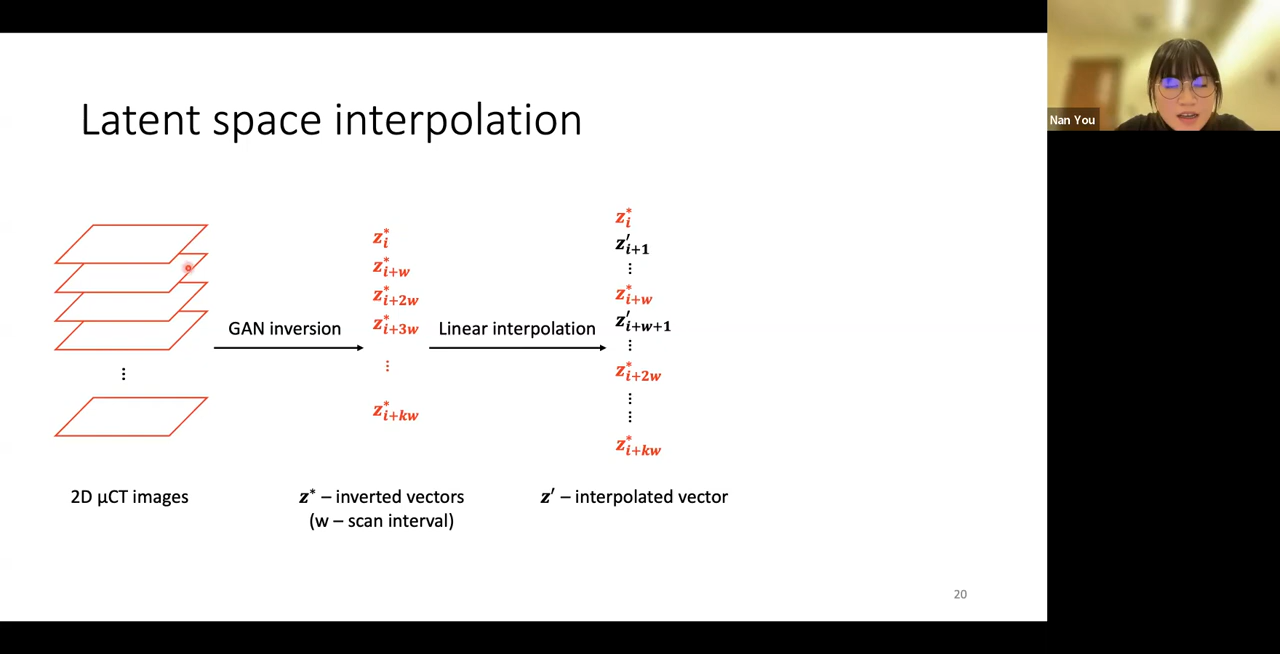 Latent space interpolation
Nan You
GAN inversion
z*i
z*i+w
z*i+2w
z*i+3w
⋮
z*i+kw
Linear interpolation
z*i
z′i+1
⋮
z*i+w
z′i+w+1
⋮
z*i+2w
⋮
⋮
z*i+kw
⋮
2D µCT images
z* – inverted vectors
(w – scan interval)
z′ – interpolated vector
20